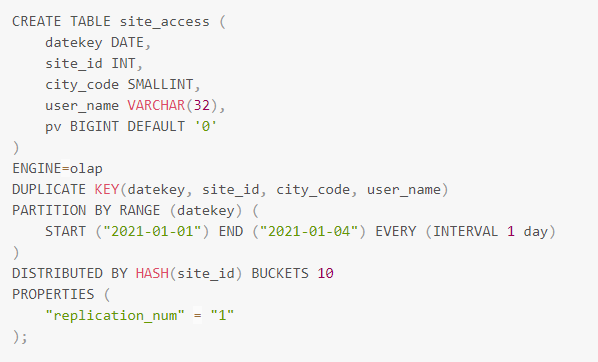 CREATE TABLE site_access (
    datekey DATE,
    site_id INT,
    city_code SMALLINT,
    user_name VARCHAR(32),
    pv BIGINT DEFAULT '0'
)
ENGINE=olap
DUPLICATE KEY(datekey, site_id, city_code, user_name)
PARTITION BY RANGE (datekey) (
    START ("2021-01-01") END ("2021-01-04") EVERY (INTERVAL 1 day)
)
DISTRIBUTED BY HASH(site_id) BUCKETS 10
PROPERTIES (
    "replication_num" = "1"
);